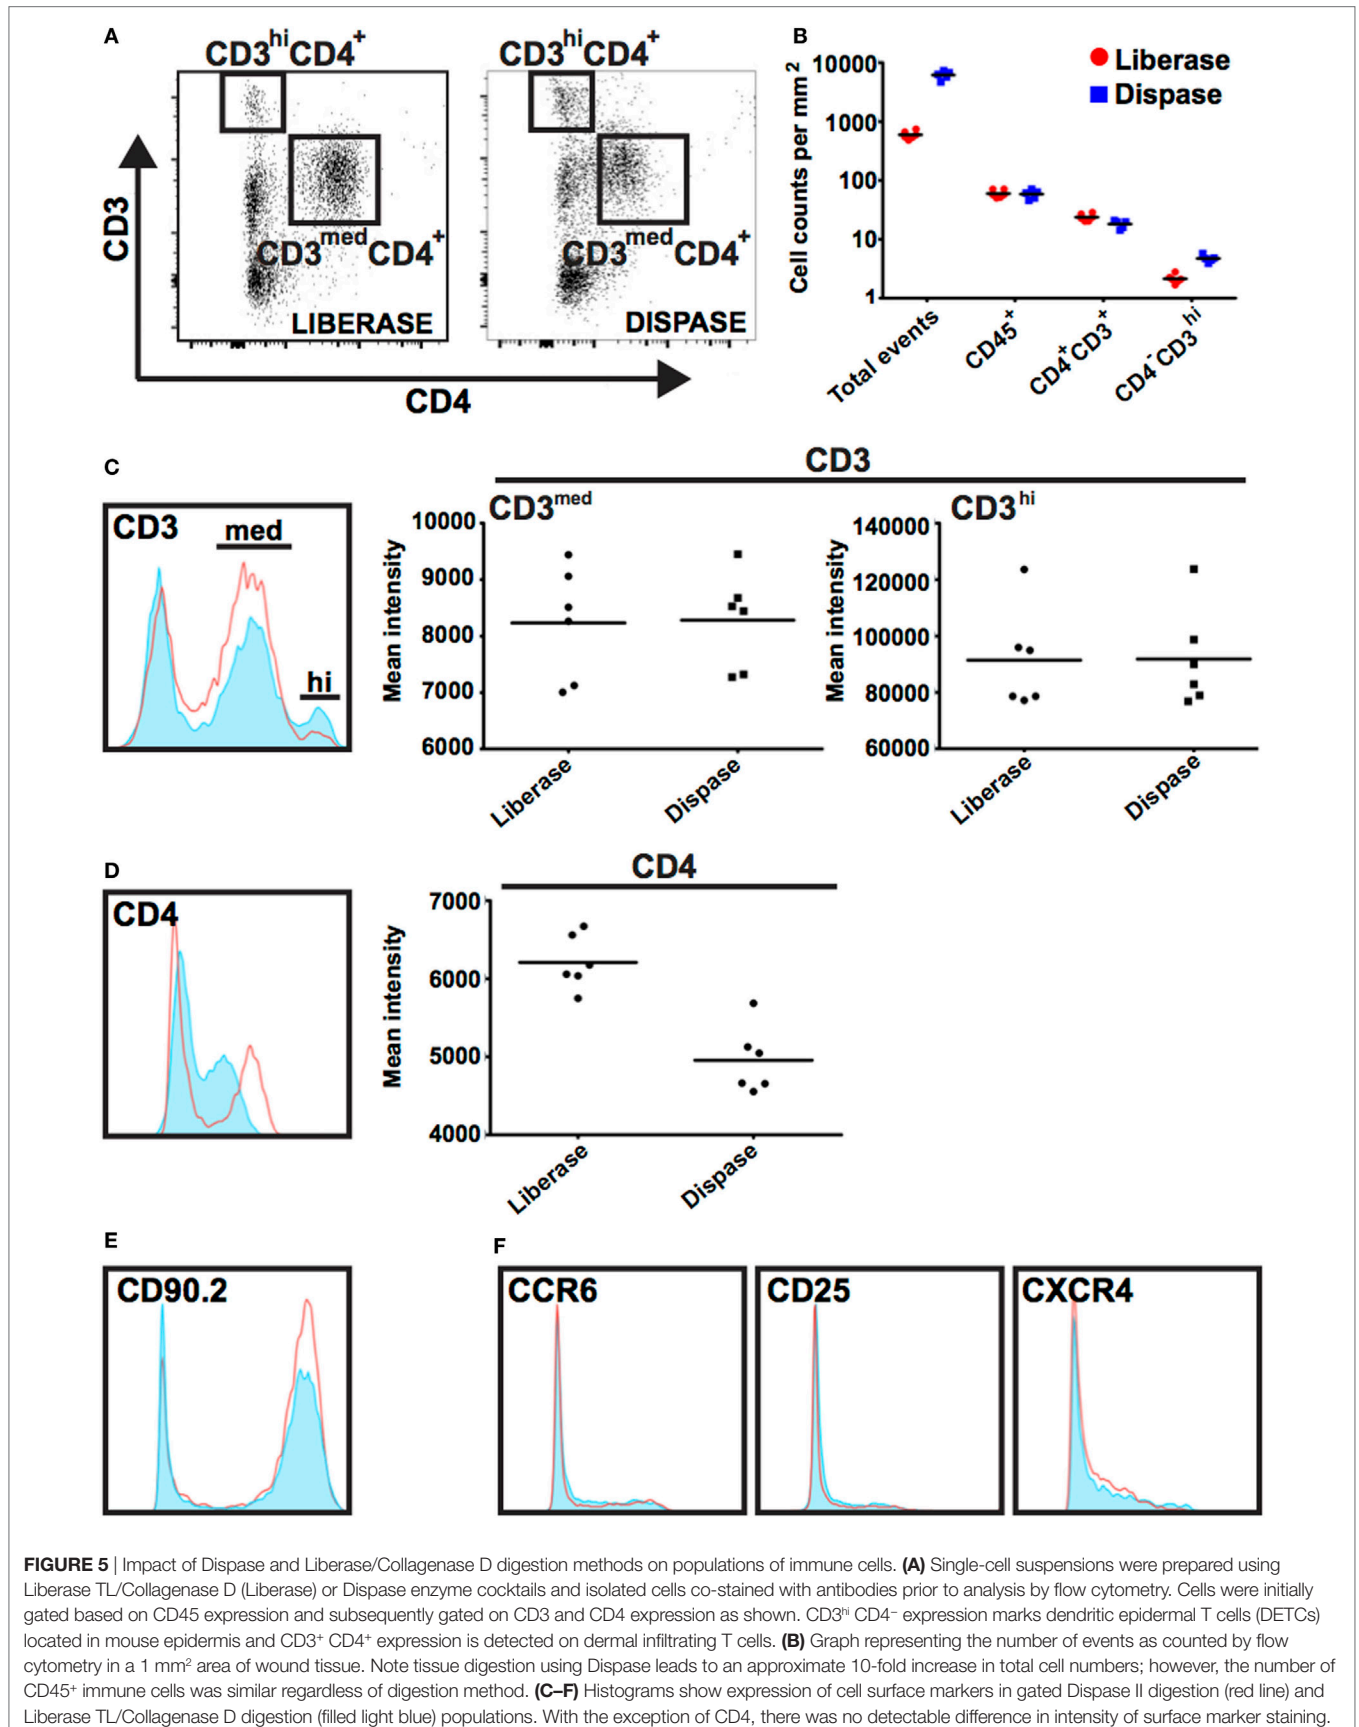 A
CD3hiCD4+
CD3hiCD4+
CD3
CD3medCD4+
CD3medCD4+
LIBERASE
DISPASE
CD4
B
Liberase
Dispase
Cell counts per mm2
10000
1000
100
10
1
Total events
CD45+
CD4+CD3+
CD4-CD3hi
C
CD3
CD3
med
hi
CD3med
Mean intensity
10000
9000
8000
7000
6000
Liberase
Dispase
CD3hi
Mean intensity
140000
120000
100000
80000
60000
Liberase
Dispase
D
CD4
CD4
Mean intensity
7000
6000
5000
4000
Liberase
Dispase
E
CD90.2
F
CCR6
CD25
CXCR4
FIGURE 5 | Impact of Dispase and Liberase/Collagenase D digestion methods on populations of immune cells. (A) Single-cell suspensions were prepared using
Liberase TL/Collagenase D (Liberase) or Dispase enzyme cocktails and isolated cells co-stained with antibodies prior to analysis by flow cytometry. Cells were initially
gated based on CD45 expression and subsequently gated on CD3 and CD4 expression as shown. CD3hi CD4− expression marks dendritic epidermal T cells (DETCs)
located in mouse epidermis and CD3+ CD4+ expression is detected on dermal infiltrating T cells. (B) Graph representing the number of events as counted by flow
cytometry in a 1 mm2 area of wound tissue. Note tissue digestion using Dispase leads to an approximate 10-fold increase in total cell numbers; however, the number of
CD45+ immune cells was similar regardless of digestion method. (C–F) Histograms show expression of cell surface markers in gated Dispase II digestion (red line) and
Liberase TL/Collagenase D digestion (filled light blue) populations. With the exception of CD4, there was no detectable difference in intensity of surface marker staining.